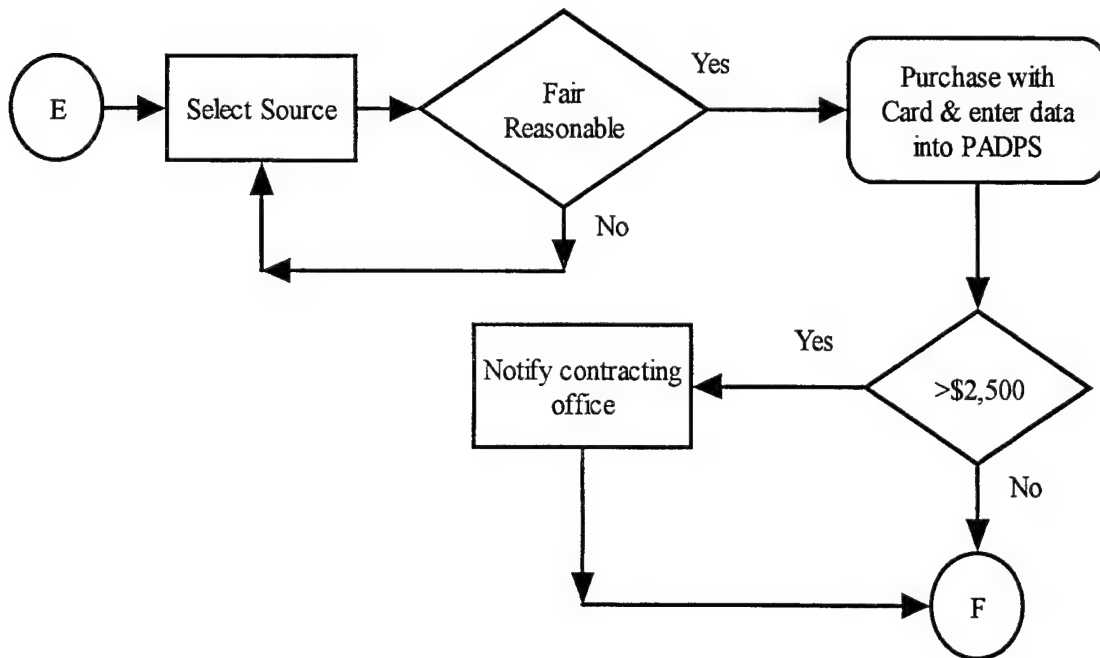 E
Select Source
Fair
Reasonable
Yes
Purchase with
Card & enter data
into PADPS
No
Notify contracting
office
Yes
>$2,500
No
F